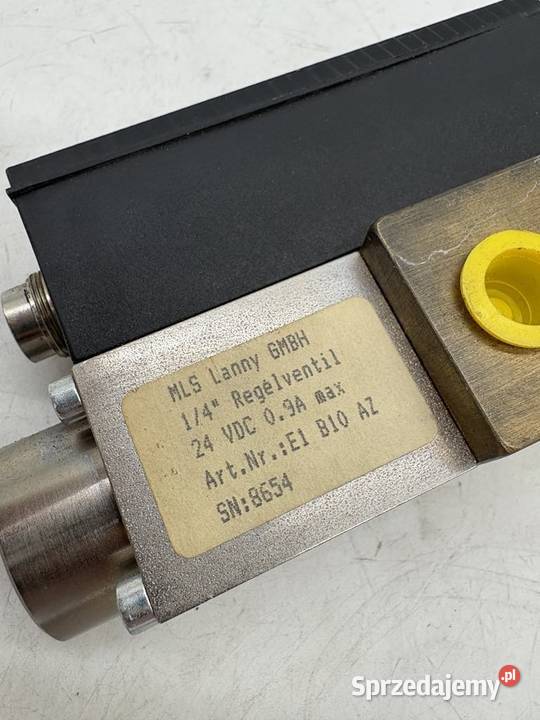 MLS Lanny GMBH
1/4" Regelventil
24 VDC 0.9A max
Art.Nr.:E1 B10 AZ
SN:8654
Sprzedajemy.pl